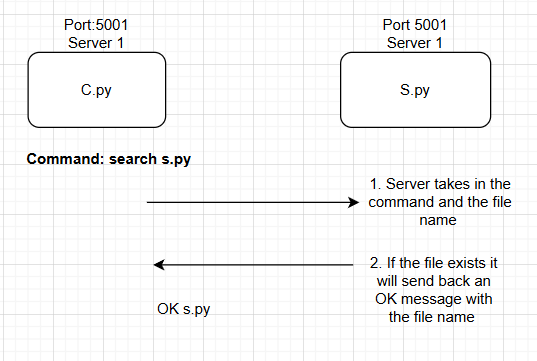 Port:5001
Server 1
C.py
Port 5001
Server 1
S.py
Command: search s.py
1. Server takes in the
command and the file
name
2. If the file exists it
will send back an
OK message with
the file name
OK s.py